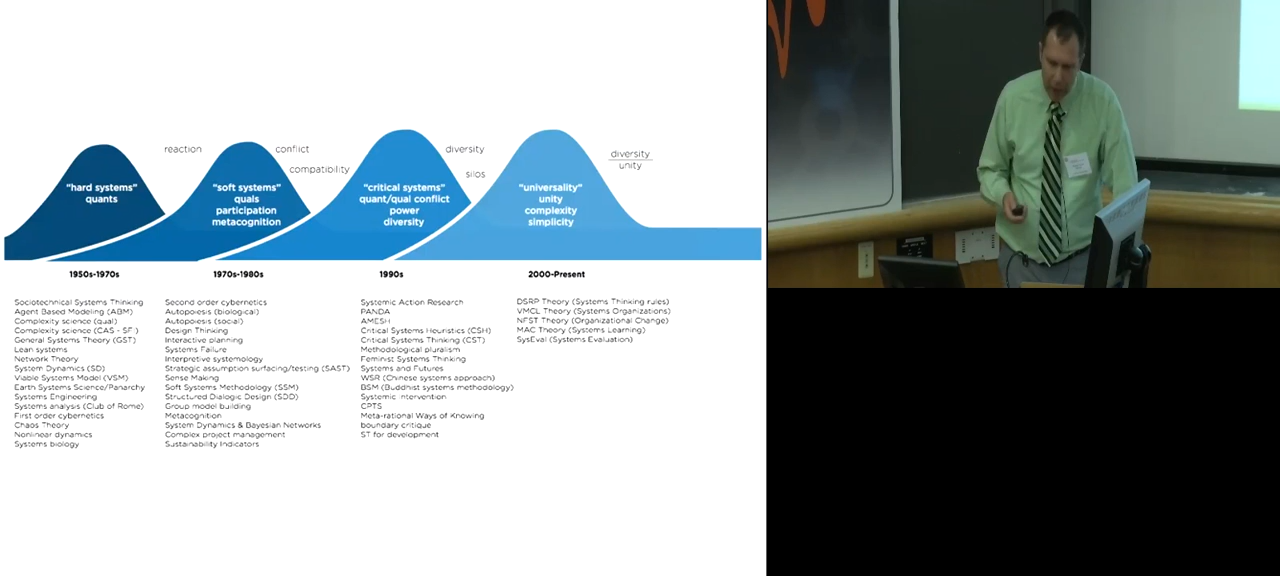 reaction
conflict
compatibility
diversity
silos
diversity
unity
"hard systems"
quants
"soft systems"
quals
participation
metacognition
"critical systems"
quant/qual conflict
power
diversity
"universality"
unity
complexity
simplicity
1950s-1970s
Sociotechnical Systems Thinking
Agent Based Modeling (ABM)
Complexity science (qual)
Complexity science (CAS - SF )
General Systems Theory (GST)
Lean systems
Network Theory
System Dynamics (SD)
Viable Systems Model (VSM)
Earth Systems Science/Panarchy
Systems Engineering
Systems analysis (Club of Rome)
First order cybernetics
Chaos Theory
Nonlinear dynamics
Systems biology
1970s-1980s
Second order cybernetics
Autopoiesis (biological)
Autopoiesis (social)
Design Thinking
Interactive planning
Systems Failure
Interpretive systemology
Strategic assumption surfacing/testing (SAST)
Sense Making
Soft Systems Methodology (SSM)
Structured Dialogic Design (SDD)
Group model building
Metacognition
System Dynamics & Bayesian Networks
Complex project management
Sustainability Indicators
1990s
Systemic Action Research
PANDA
AMESH
Critical Systems Heuristics (CSH)
Critical Systems Thinking (CST)
Methodological pluralism
Feminist Systems Thinking
Systems and Futures
WSR (Chinese systems approach)
BSM (Buddhist systems methodology)
Systemic Intervention
CPTS
Meta-rational Ways of Knowing
boundary critique
ST for development
2000-Present
DSRP Theory (Systems Thinking rules)
VMCL Theory (Systems Organizations)
NFST Theory (Organizational Change)
MAC Theory (Systems Learning)
SysEval (Systems Evaluation)